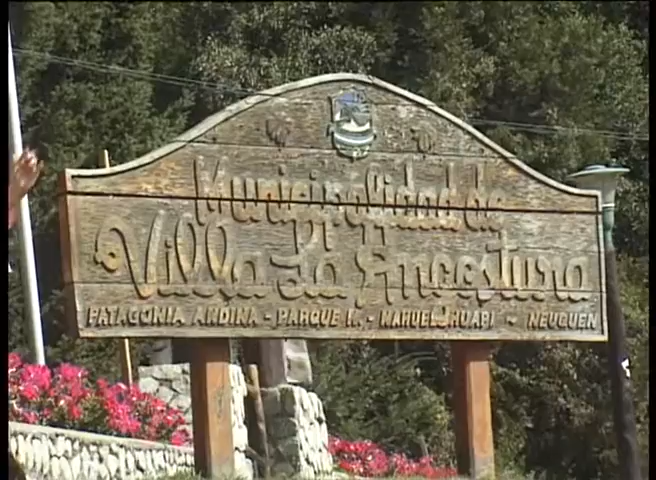 Municipalidad de
Villa La Angostura
PATAGONIA ANDINA - PARQUE N. - NAHUEL HUAPI - NEUQUEN